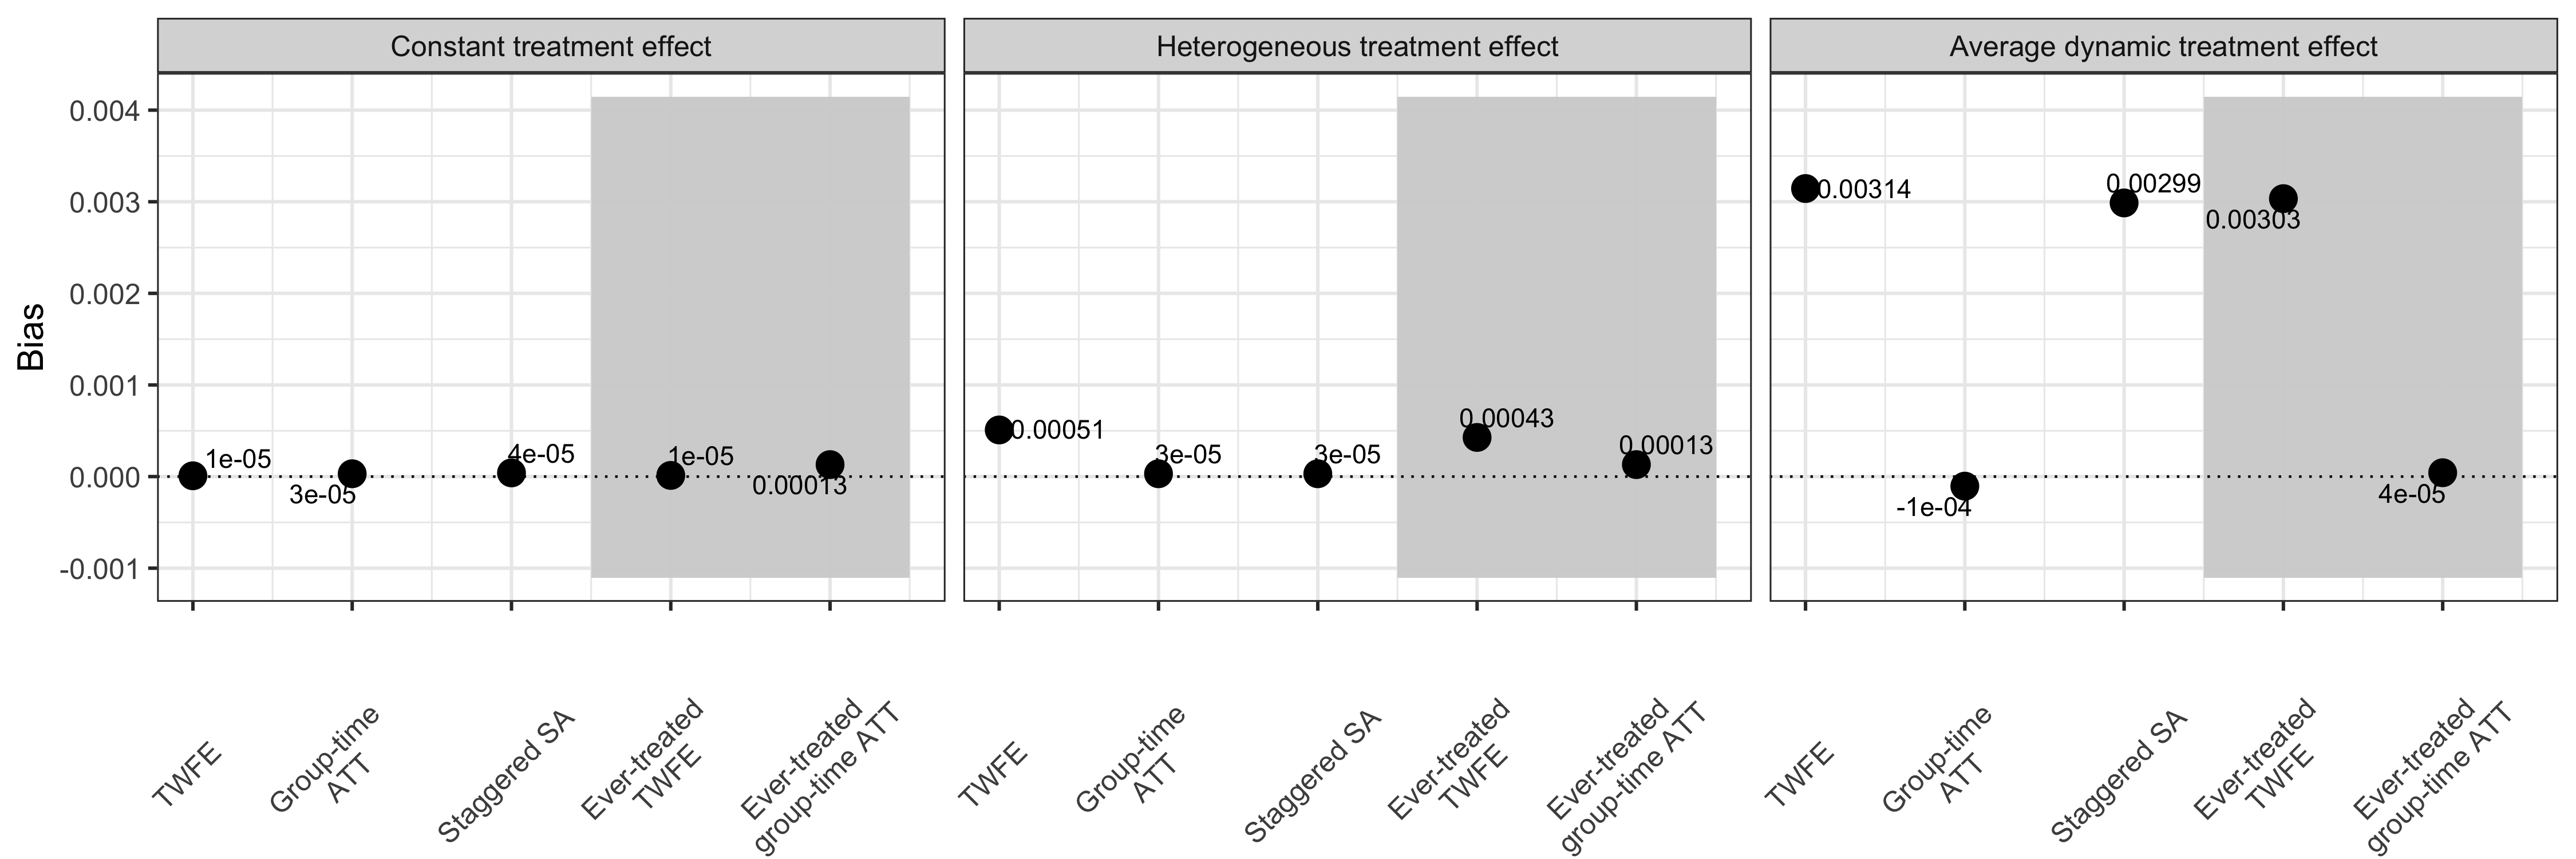 Constant treatment effect
Heterogeneous treatment effect
Average dynamic treatment effect
Bias
0.004
0.003
0.002
0.001
0.000
-0.001
1e-05
3e-05
4e-05
1e-05
0.00013
0.00051
3e-05
3e-05
0.00043
0.00013
0.00314
-1e-04
0.00299
0.00303
4e-05
TWFE
Group-time
ATT
Staggered SA
Ever-treated
TWFE
Ever-treated
group-time ATT
TWFE
Group-time
ATT
Staggered SA
Ever-treated
TWFE
Ever-treated
group-time ATT
TWFE
Group-time
ATT
Staggered SA
Ever-treated
TWFE
Ever-treated
group-time ATT